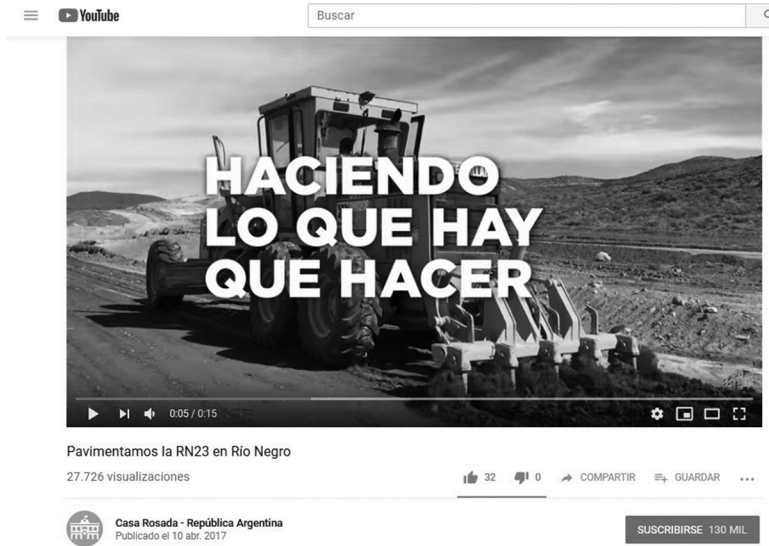 YouTube
Buscar
HACIENDO
LO QUE HAY
QUE HACER
0:05 / 0:15
Pavimentamos la RN23 en Río Negro
27.726 visualizaciones
32
0
COMPARTIR
GUARDAR
Casa Rosada - República Argentina
Publicado el 10 abr. 2017
SUSCRIBIRSE 130 MIL